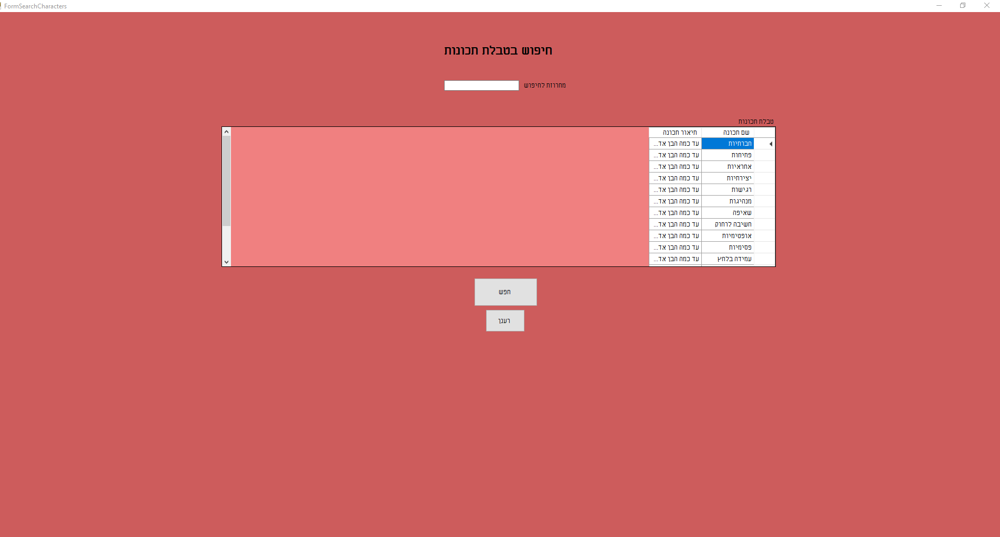 FormSearchCharacters
חיפוש בטבלת תכונות
מחרוזת לחיפוש
טבלת תכונות
שם תכונה תיאור תכונה
חברתיות עד כמה הבן אד...
פתיחות עד כמה הבן אד...
אחראיות עד כמה הבן אד...
יצירתיות עד כמה הבן אד...
רגישות עד כמה הבן אד...
מנהיגות עד כמה הבן אד...
שאיפה עד כמה הבן אד...
חשיבה לרחוק עד כמה הבן אד...
אופטימיות עד כמה הבן אד...
פסימיות עד כמה הבן אד...
עמידה בלחץ עד כמה הבן אד...
חפש
רענן